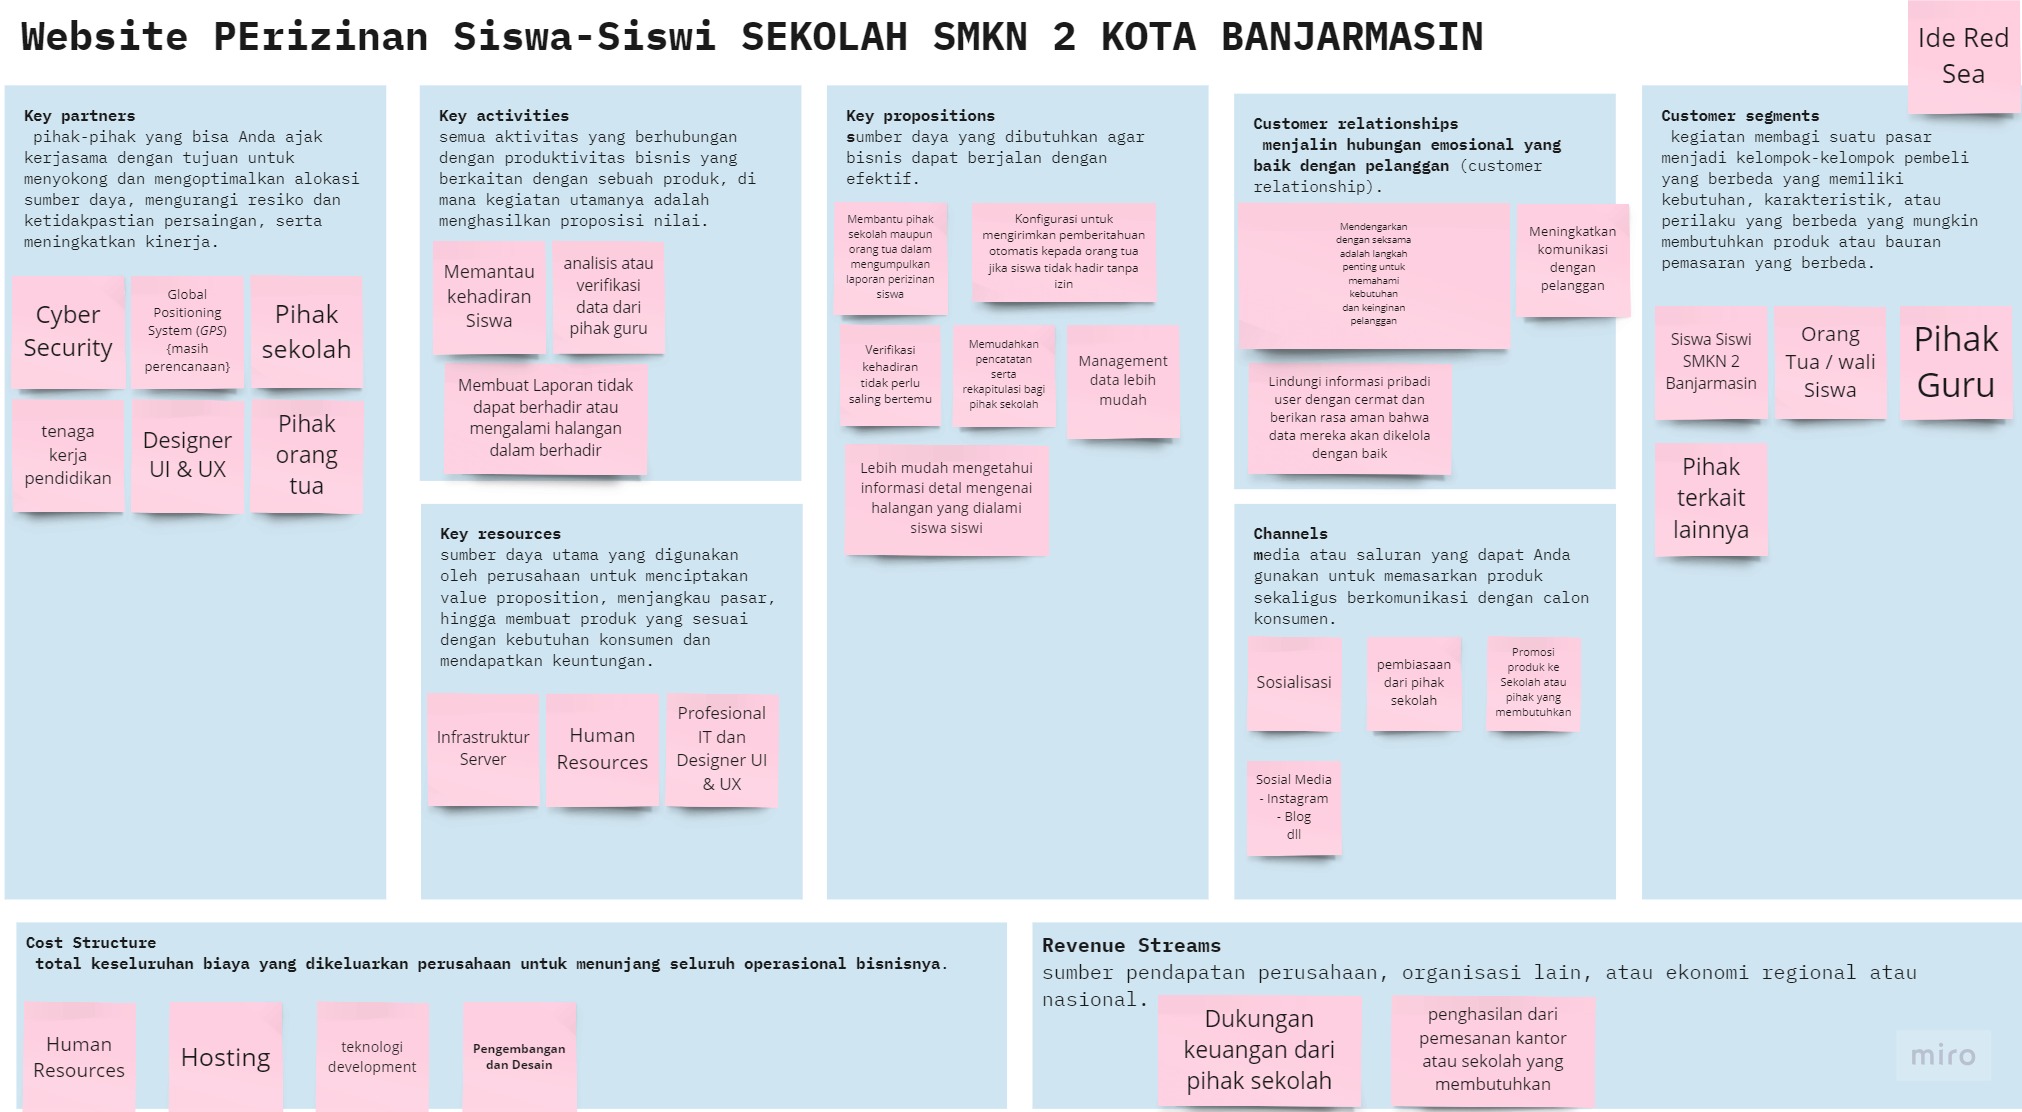 Website PErizinan Siswa-Siswi SEKOLAH SMKN 2 KOTA BANJARMASIN
Ide Red
Sea
Key partners
pihak-pihak yang bisa Anda ajak
kerjasama dengan tujuan untuk
menyokong dan mengoptimalkan alokasi
sumber daya, mengurangi resiko dan
ketidakpastian persaingan, serta
meningkatkan kinerja.
Cyber
Security
Global
Positioning
System (GPS)
{masih
perencanaan}
Pihak
sekolah
tenaga
kerja
pendidikan
Designer
UI & UX
Pihak
orang
tua
Key activities
semua aktivitas yang berhubungan
dengan produktivitas bisnis yang
berkaitan dengan sebuah produk, di
mana kegiatan utamanya adalah
menghasilkan proposisi nilai.
Memantau
kehadiran
Siswa
analisis atau
verifikasi
data dari
pihak guru
Membuat Laporan tidak
dapat berhadir atau
mengalami halangan
dalam berhadir
Key resources
sumber daya utama yang digunakan
oleh perusahaan untuk menciptakan
value proposition, menjangkau pasar,
hingga membuat produk yang sesuai
dengan kebutuhan konsumen dan
mendapatkan keuntungan.
Infrastruktur
Server
Human
Resources
Profesional
IT dan
Designer UI
& UX
Key propositions
sumber daya yang dibutuhkan agar
bisnis dapat berjalan dengan
efektif.
Membantu pihak
sekolah maupun
orang tua dalam
mengumpulkan
laporan perizinan
siswa
Konfigurasi untuk
mengirimkan pemberitahuan
otomatis kepada orang tua
jika siswa tidak hadir tanpa
izin
Verifikasi
kehadiran
tidak perlu
saling bertemu
Memudahkan
pencatatan
serta
rekapitulasi bagi
pihak sekolah
Management
data lebih
mudah
Lebih mudah mengetahui
informasi detal mengenai
halangan yang dialami
siswa siswi
Customer relationships
menjalin hubungan emosional yang
baik dengan pelanggan (customer
relationship).
Mendengarkan
dengan seksama
adalah langkah
penting untuk
memahami
kebutuhan
dan keinginan
pelanggan
Meningkatkan
komunikasi
dengan
pelanggan
Lindungi informasi pribadi
user dengan cermat dan
berikan rasa aman bahwa
data mereka akan dikelola
dengan baik
Channels
media atau saluran yang dapat Anda
gunakan untuk memasarkan produk
sekaligus berkomunikasi dengan calon
konsumen.
Sosialisasi
pembiasaan
dari pihak
sekolah
Promosi
produk ke
Sekolah atau
pihak yang
membutuhkan
Sosial Media
- Instagram
- Blog
dll
Customer segments
kegiatan membagi suatu pasar
menjadi kelompok-kelompok pembeli
yang berbeda yang memiliki
kebutuhan, karakteristik, atau
perilaku yang berbeda yang mungkin
membutuhkan produk atau bauran
pemasaran yang berbeda.
Siswa Siswi
SMKN 2
Banjarmasin
Orang
Tua / wali
Siswa
Pihak
Guru
Pihak
terkait
lainnya
Cost Structure
total keseluruhan biaya yang dikeluarkan perusahaan untuk menunjang seluruh operasional bisnisnya.
Human
Resources
Hosting
teknologi
development
Pengembangan
dan Desain
Revenue Streams
sumber pendapatan perusahaan, organisasi lain, atau ekonomi regional atau
nasional.
Dukungan
keuangan dari
pihak sekolah
penghasilan dari
pemesanan kantor
atau sekolah yang
membutuhkan
miro